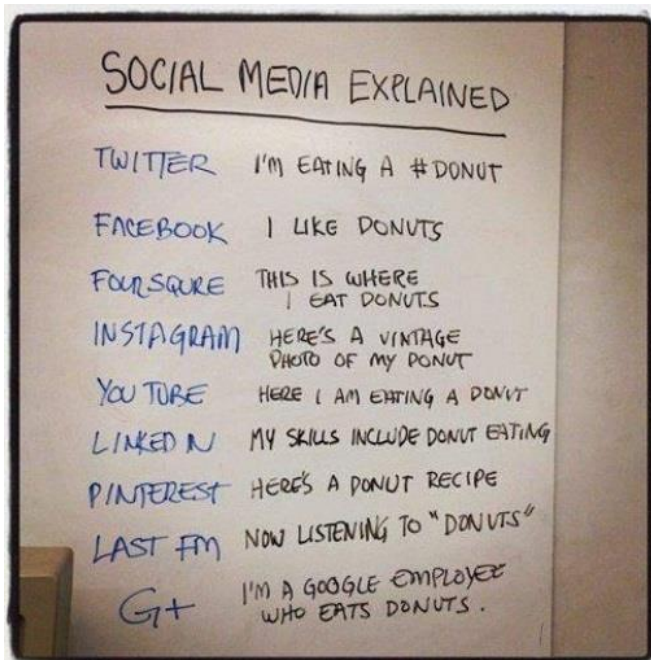 SOCIAL MEDIA EXPLAINED
TWITTER I'M EATING A #DONUT
FACEBOOK I LIKE DONUTS
FOURSQURE THIS IS WHERE
I EAT DONUTS
INSTAGRAM HERE'S A VINTAGE
PHOTO OF MY DONUT
YOU TUBE HERE I AM EATING A DONUT
LINKED IN MY SKILLS INCLUDE DONUT EATING
PINTEREST HERE'S A DONUT RECIPE
LAST FM NOW LISTENING TO "DONUTS"
G+ I'M A GOOGLE EMPLOYEE
WHO EATS DONUTS.